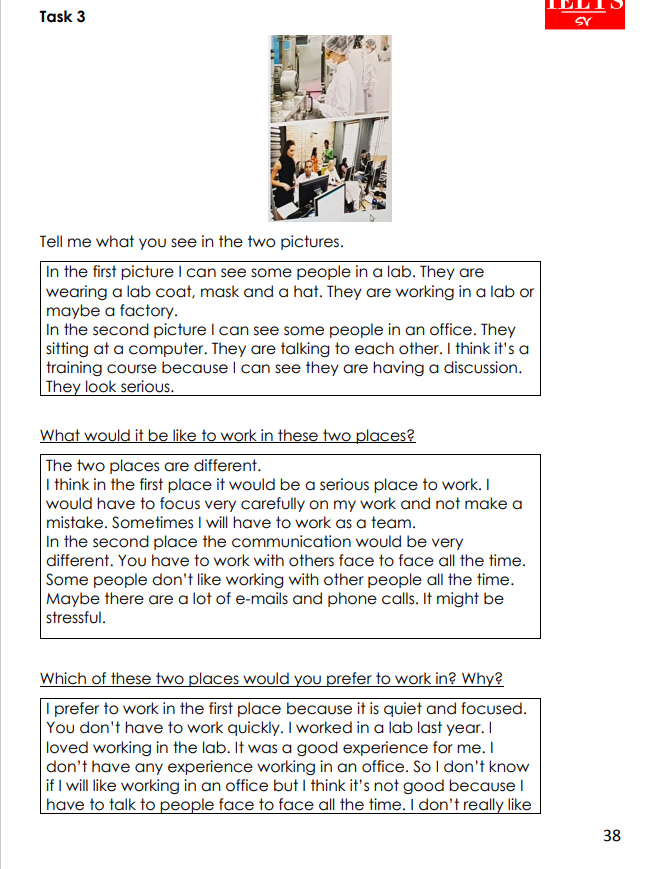 IELTS
SY
Task 3
Tell me what you see in the two pictures.
In the first picture I can see some people in a lab. They are
wearing a lab coat, mask and a hat. They are working in a lab or
maybe a factory.
In the second picture I can see some people in an office. They
sitting at a computer. They are talking to each other. I think it's a
training course because I can see they are having a discussion.
They look serious.
What would it be like to work in these two places?
The two places are different.
I think in the first place it would be a serious place to work. I
would have to focus very carefully on my work and not make a
mistake. Sometimes I will have to work as a team.
In the second place the communication would be very
different. You have to work with others face to face all the time.
Some people don't like working with other people all the time.
Maybe there are a lot of e-mails and phone calls. It might be
stressful.
Which of these two places would you prefer to work in? Why?
I prefer to work in the first place because it is quiet and focused.
You don't have to work quickly. I worked in a lab last year. I
loved working in the lab. It was a good experience for me. I
don't have any experience working in an office. So I don't know
if I will like working in an office but I think it's not good because I
have to talk to people face to face all the time. I don't really like
38